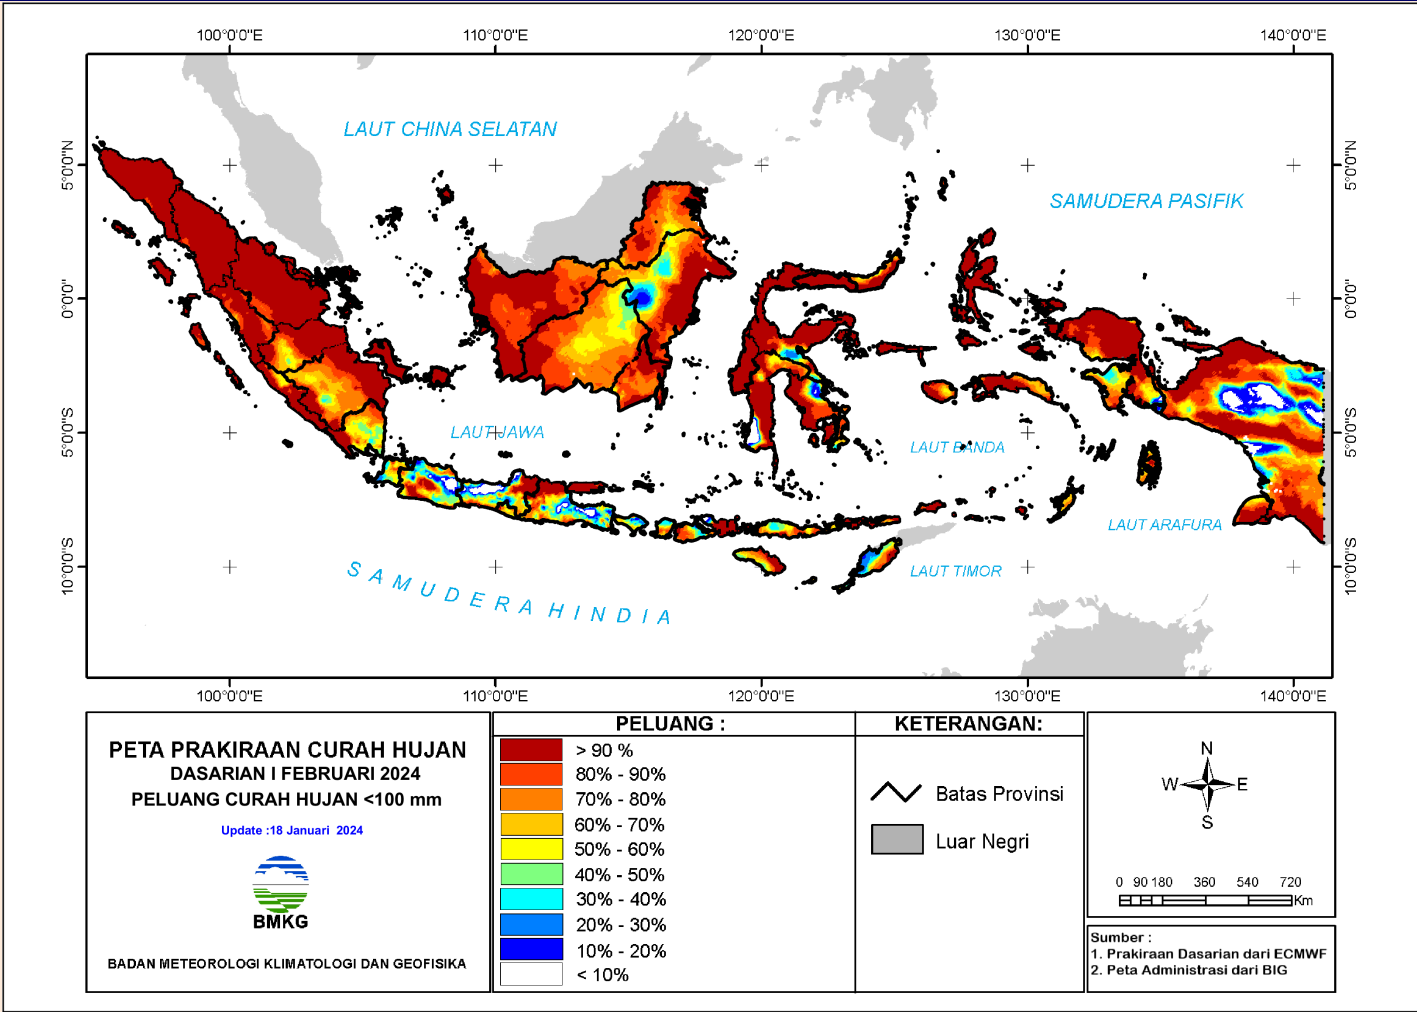 100°0'0"E 110°0'0"E 120°0'0"E 130°0'0"E 140°0'0"E
LAUT CHINA SELATAN
5°0'0"N 5°0'0"N
SAMUDERA PASIFIK
0°0'0" 0°0'0"
LAUT JAWA
5°0'0"S 5°0'0"S
LAUT BANDA
LAUT ARAFURA
10°0'0"S 10°0'0"S
LAUT TIMOR
SAMUDERA HINDIA
100°0'0"E 110°0'0"E 120°0'0"E 130°0'0"E 140°0'0"E
PETA PRAKIRAAN CURAH HUJAN
DASARIAN I FEBRUARI 2024
PELUANG CURAH HUJAN <100 mm
Update :18 Januari 2024
BMKG
BADAN METEOROLOGI KLIMATOLOGI DAN GEOFISIKA
PELUANG :
> 90 %
80% - 90%
70% - 80%
60% - 70%
50% - 60%
40% - 50%
30% - 40%
20% - 30%
10% - 20%
< 10%
KETERANGAN:
Batas Provinsi
Luar Negri
N
W E
S
0 90 180 360 540 720
Km
Sumber :
1. Prakiraan Dasarian dari ECMWF
2. Peta Administrasi dari BIG